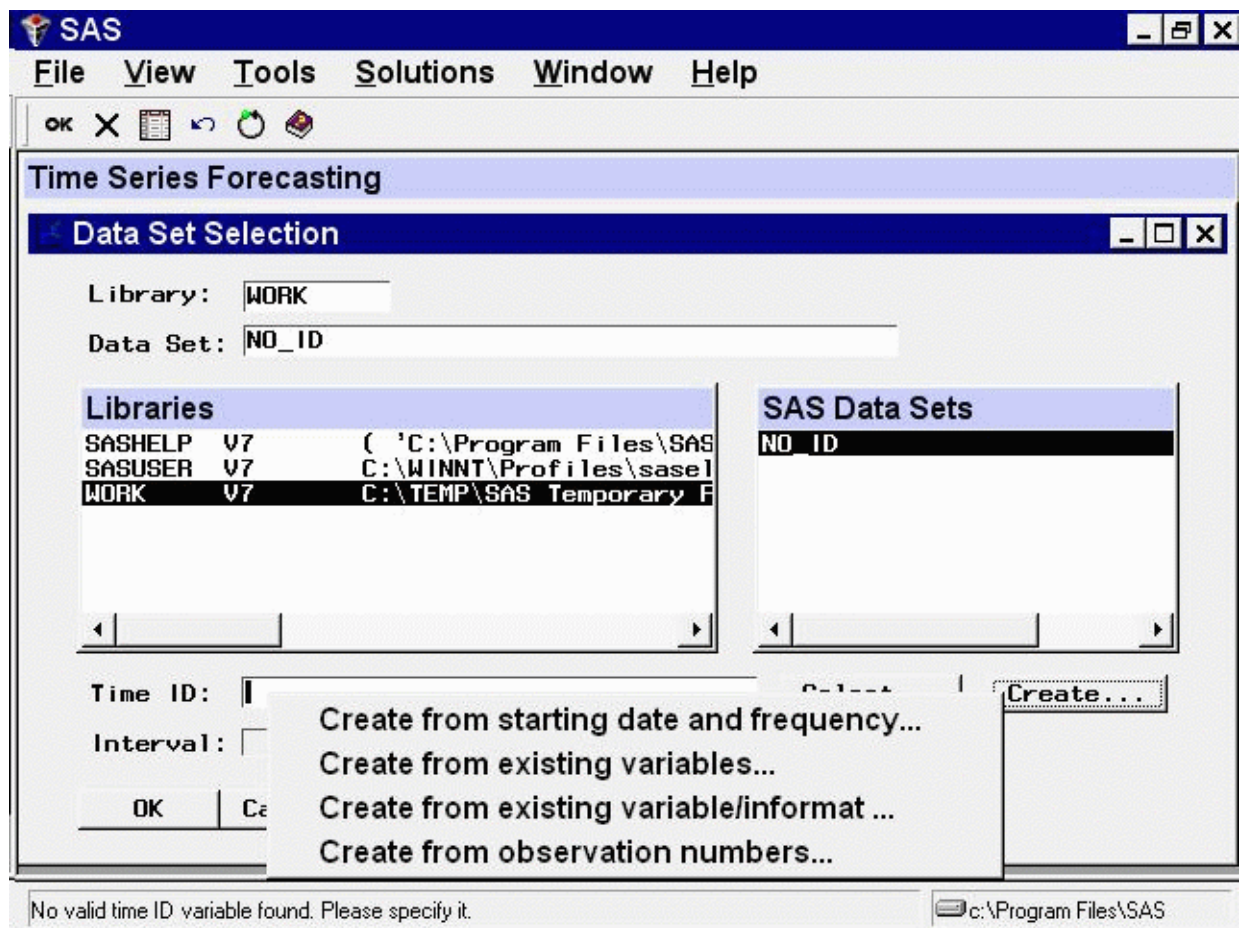 SAS
File View Tools Solutions Window Help
OK
Time Series Forecasting
Data Set Selection
Library: WORK
Data Set: NO_ID
Libraries
SASHELP V7 ( 'C:\Program Files\SAS
SASUSER V7 C:\WINNT\Profiles\sasel
WORK V7 C:\TEMP\SAS Temporary F
SAS Data Sets
NO_ID
Time ID: Select Create...
Interval:
OK Ca
Create from starting date and frequency...
Create from existing variables...
Create from existing variable/informat ...
Create from observation numbers...
No valid time ID variable found. Please specify it.
c:\Program Files\SAS